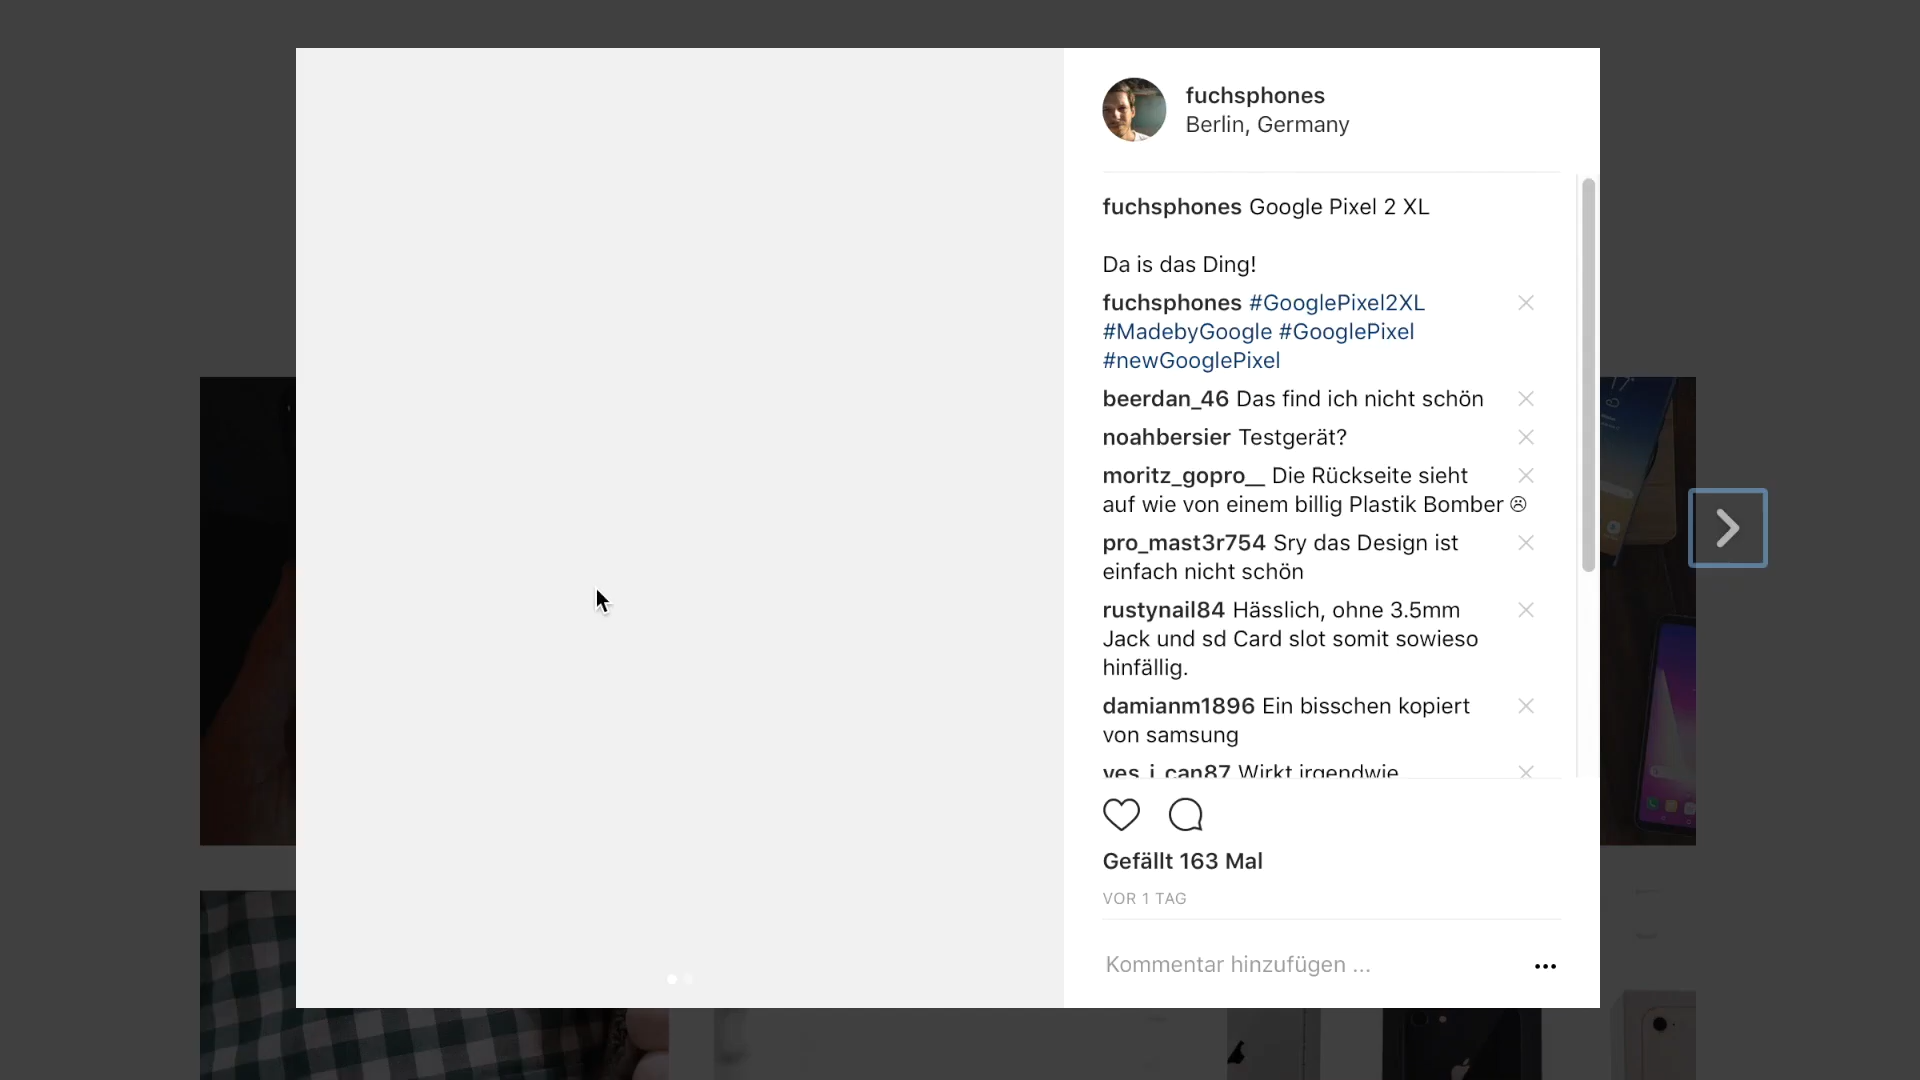 fuchsphones
Berlin, Germany
fuchsphones Google Pixel 2 XL
Da is das Ding!
fuchsphones #GooglePixel2XL
#MadebyGoogle #GooglePixel
#newGooglePixel
beerdan_46 Das find ich nicht schön
noahbersier Testgerät?
moritz_gopro__ Die Rückseite sieht
auf wie von einem billig Plastik Bomber ☹
pro_mast3r754 Sry das Design ist
einfach nicht schön
rustynail84 Hässlich, ohne 3.5mm
Jack und sd Card slot somit sowieso
hinfällig.
damianm1896 Ein bisschen kopiert
von samsung
yes_i_can87 Wirkt irgendwie
Gefällt 163 Mal
VOR 1 TAG
Kommentar hinzufügen ...